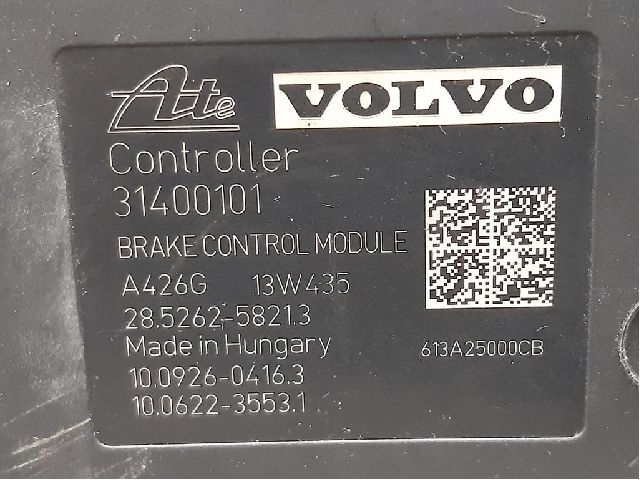 Ate VOLVO
Controller
31400101
BRAKE CONTROL MODULE
A426G 13W435
28.5262-5821.3
Made in Hungary
613A25000CB
10.0926-0416.3
10.0622-3553.1